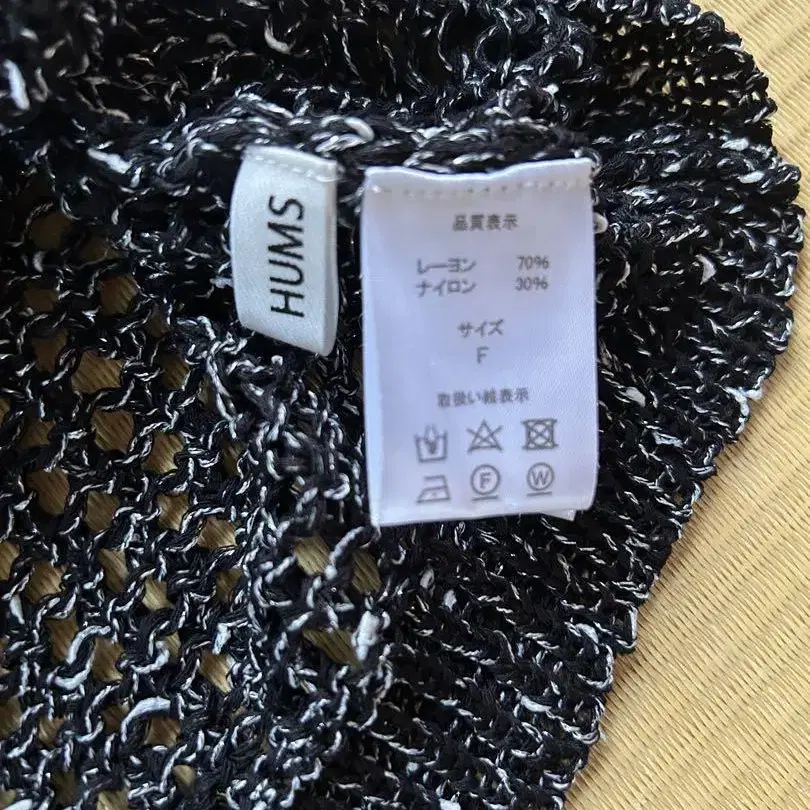 HUMS
品質表示
レーヨン 70%
ナイロン 30%
サイズ
F
取扱い絵表示
F
W